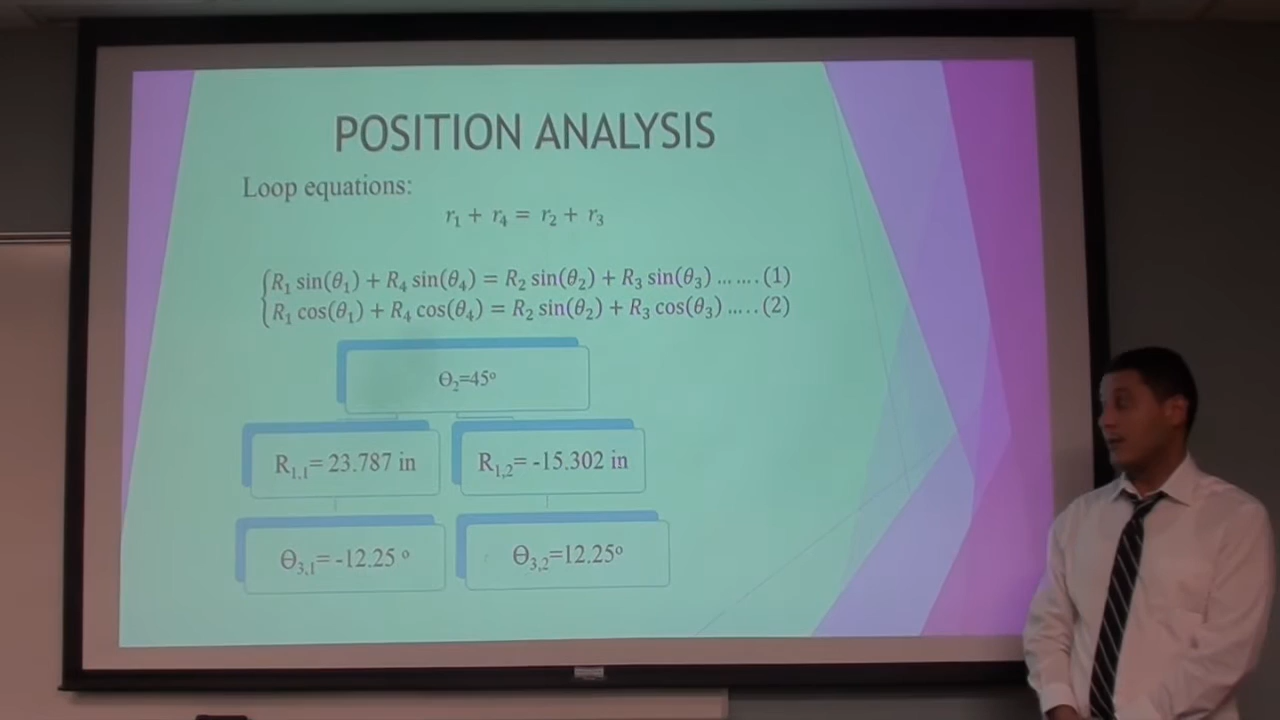 POSITION ANALYSIS
Loop equations:
r₁ + r₄ = r₂ + r₃
R₁ sin(θ₁) + R₄ sin(θ₄) = R₂ sin(θ₂) + R₃ sin(θ₃) ... ... . (1)
R₁ cos(θ₁) + R₄ cos(θ₄) = R₂ sin(θ₂) + R₃ cos(θ₃) ... . . (2)
Θ₂=45°
R₁,₁= 23.787 in
R₁,₂= -15.302 in
Θ₃,₁= -12.25 °
Θ₃,₂=12.25°